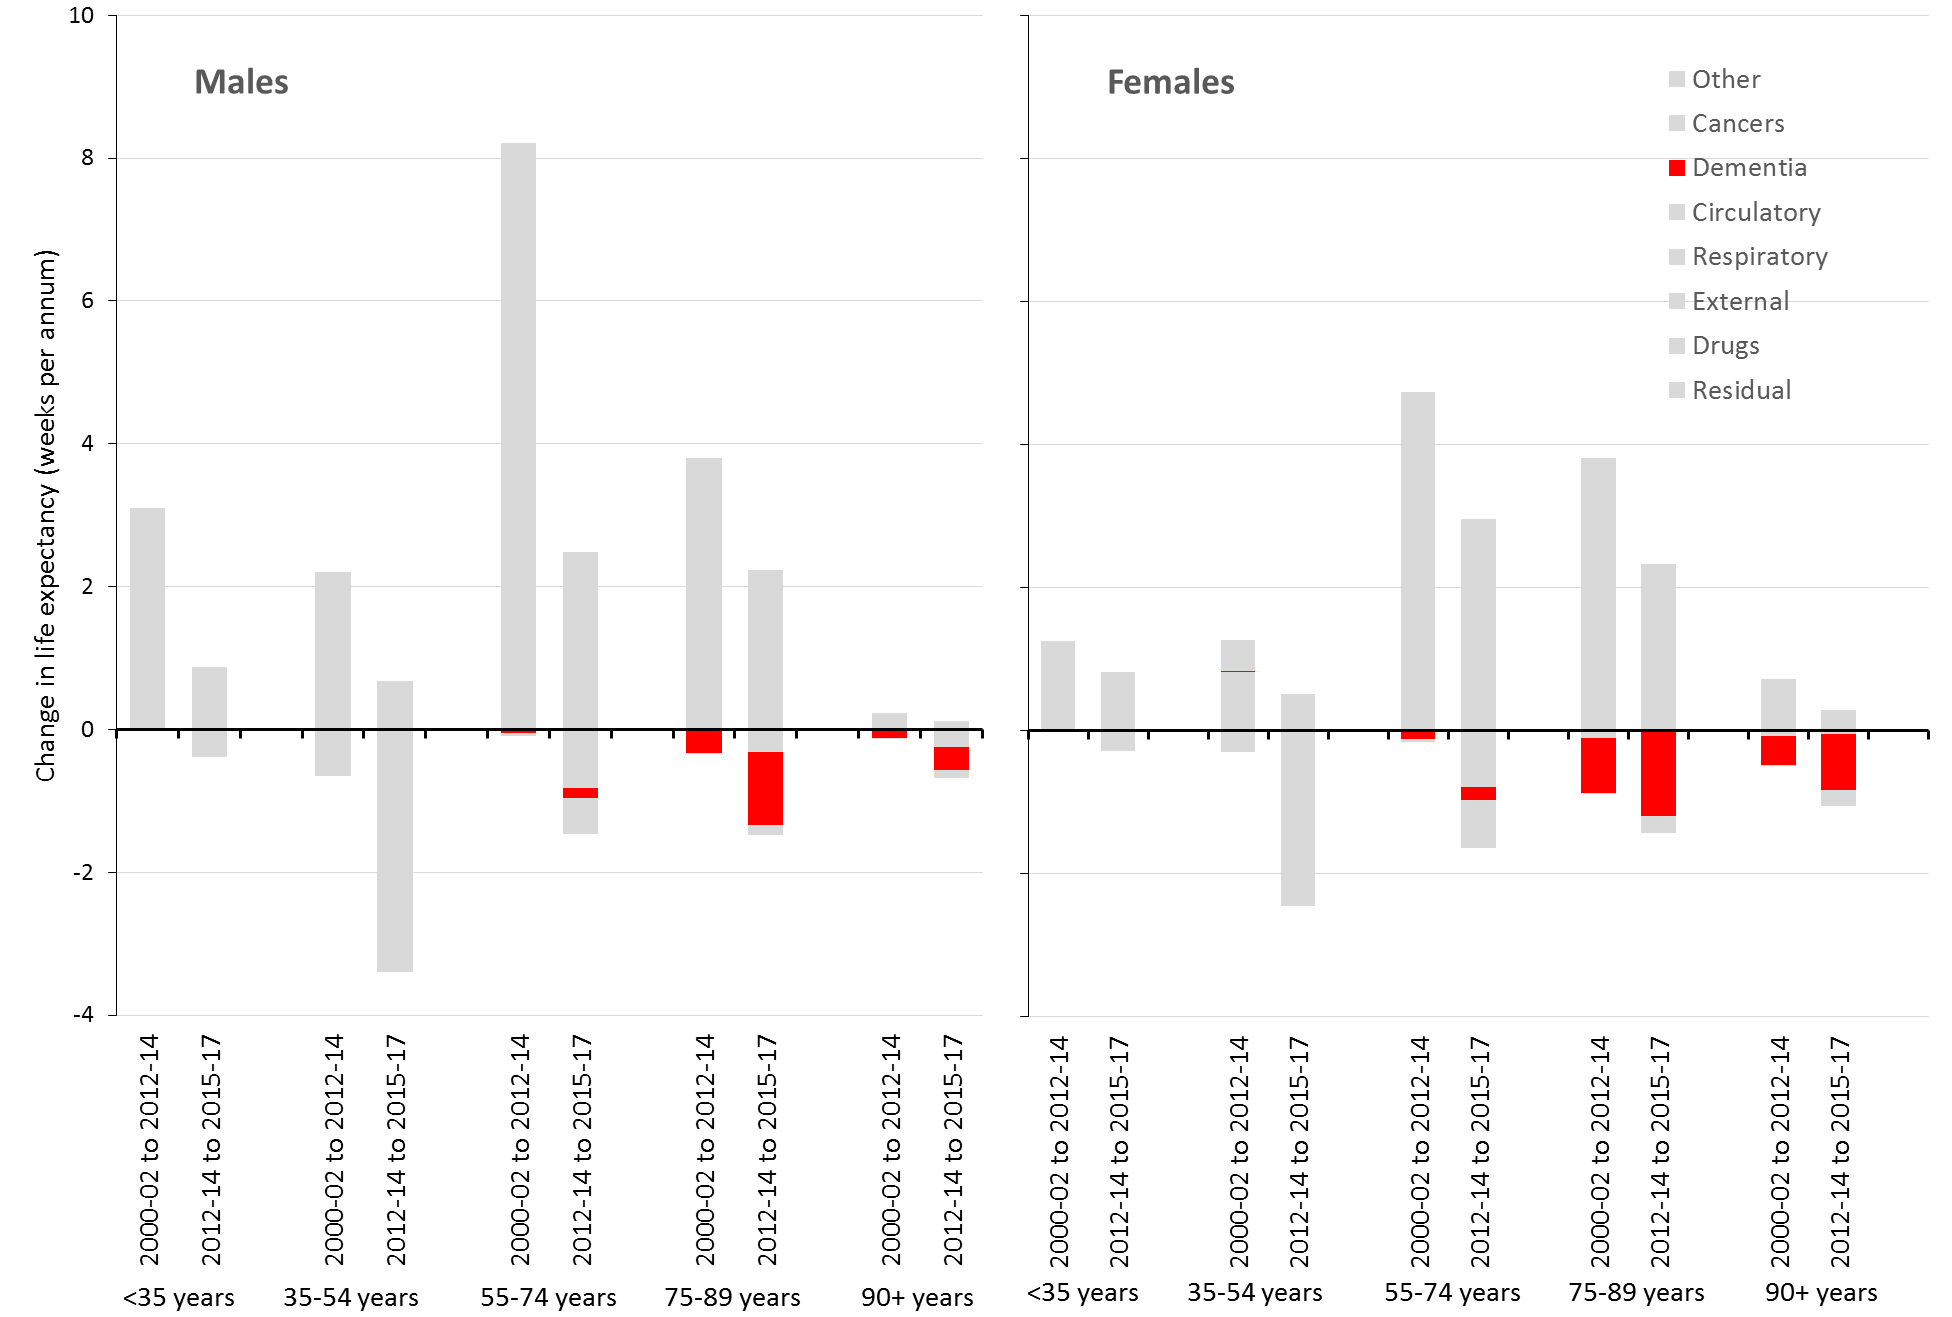 Males
Females
Other
Cancers
Dementia
Circulatory
Respiratory
External
Drugs
Residual
Change in life expectancy (weeks per annum)
10
8
6
4
2
0
-2
-4
2000-02 to 2012-14
2012-14 to 2015-17
2000-02 to 2012-14
2012-14 to 2015-17
2000-02 to 2012-14
2012-14 to 2015-17
2000-02 to 2012-14
2012-14 to 2015-17
2000-02 to 2012-14
2012-14 to 2015-17
<35 years
35-54 years
55-74 years
75-89 years
90+ years
2000-02 to 2012-14
2012-14 to 2015-17
2000-02 to 2012-14
2012-14 to 2015-17
2000-02 to 2012-14
2012-14 to 2015-17
2000-02 to 2012-14
2012-14 to 2015-17
2000-02 to 2012-14
2012-14 to 2015-17
<35 years
35-54 years
55-74 years
75-89 years
90+ years